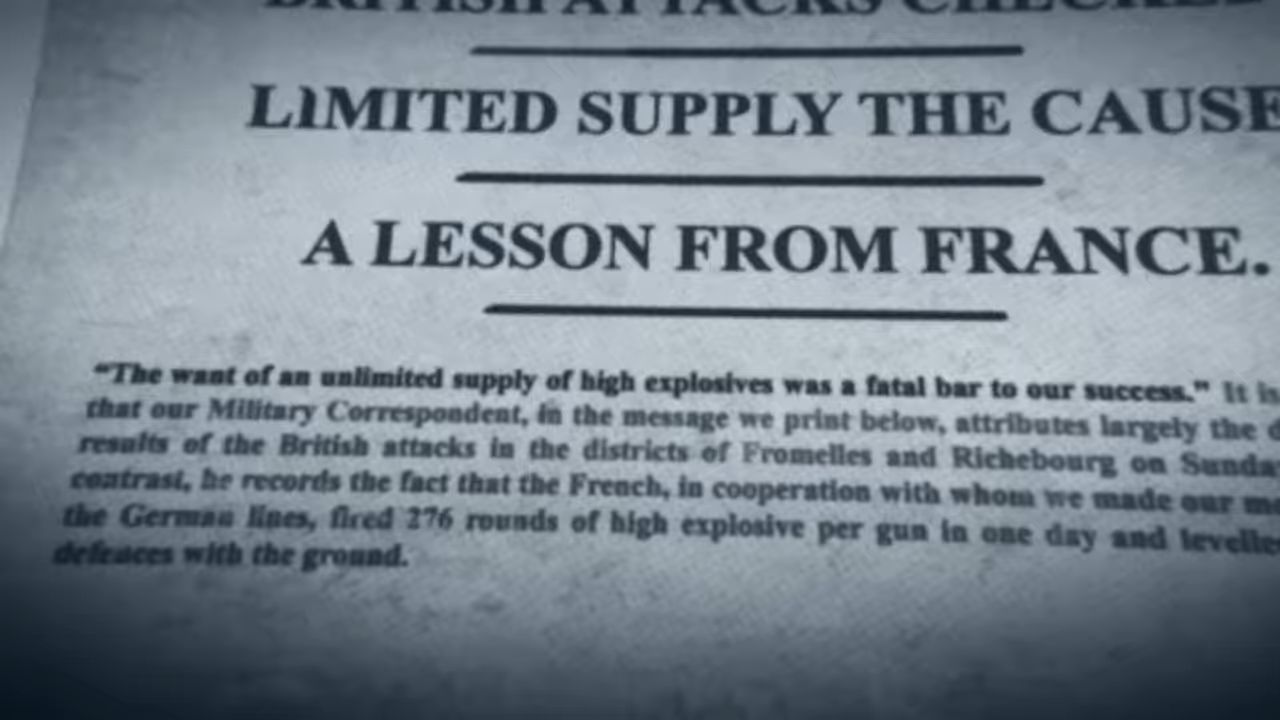 BRITISH ATTACKS CHECKED
LIMITED SUPPLY THE CAUSE
A LESSON FROM FRANCE.
“The want of an unlimited supply of high explosives was a fatal bar to our success.” It is
that our Military Correspondent, in the message we print below, attributes largely the
results of the British attacks in the districts of Fromelles and Richebourg on
contrast, he records the fact that the French, in cooperation with whom we made our
the German lines, fired 276 rounds of high explosive per gun in one day and
defences with the ground.